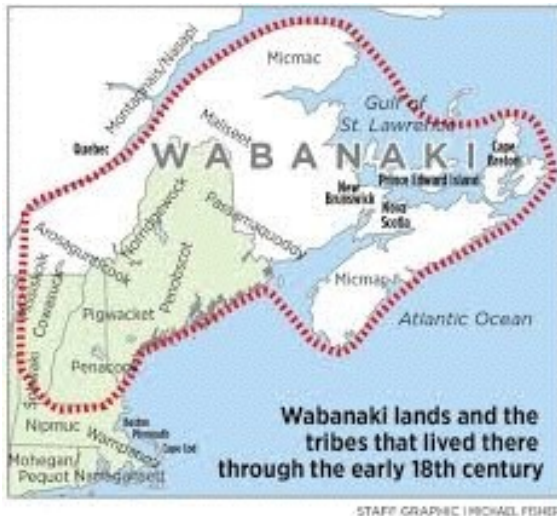 Micmac
Montagnais/Nasapi
Gulf of
St. Lawrence
Maliseet
Quebec
WABANAKI
Cape
Breton
Prince Edward Island
New
Brunswick
Nova
Scotia
Passamaquoddy
Norridgewock
Arosaguntacook
Penobscot
Cowasuck
Micmac
Pigwacket
Atlantic Ocean
Penacook
Nipmuc
Boston
Plymouth
Cape Cod
Wampanoag
Mohegan/
Pequot
Narragansett
Wabanaki lands and the
tribes that lived there
through the early 18th century
STAFF GRAPHIC | MICHAEL FISHER